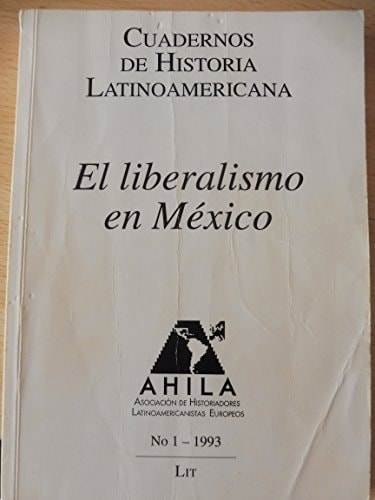 CUADERNOS
DE HISTORIA
LATINOAMERICANA
El liberalismo
en México
AHILA
ASOCIACIÓN DE HISTORIADORES
LATINOAMERICANISTAS EUROPEOS
No 1 – 1993
LIT